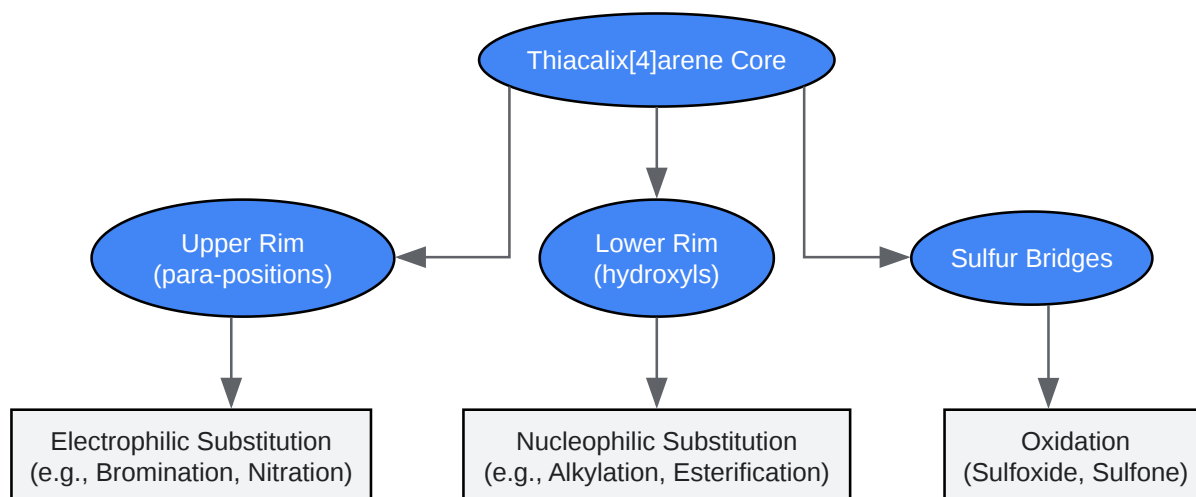 Thiacalix[4]arene Core
Upper Rim
(para-positions)
Lower Rim
(hydroxyls)
Sulfur Bridges
Electrophilic Substitution
(e.g., Bromination, Nitration)
Nucleophilic Substitution
(e.g., Alkylation, Esterification)
Oxidation
(Sulfoxide, Sulfone)